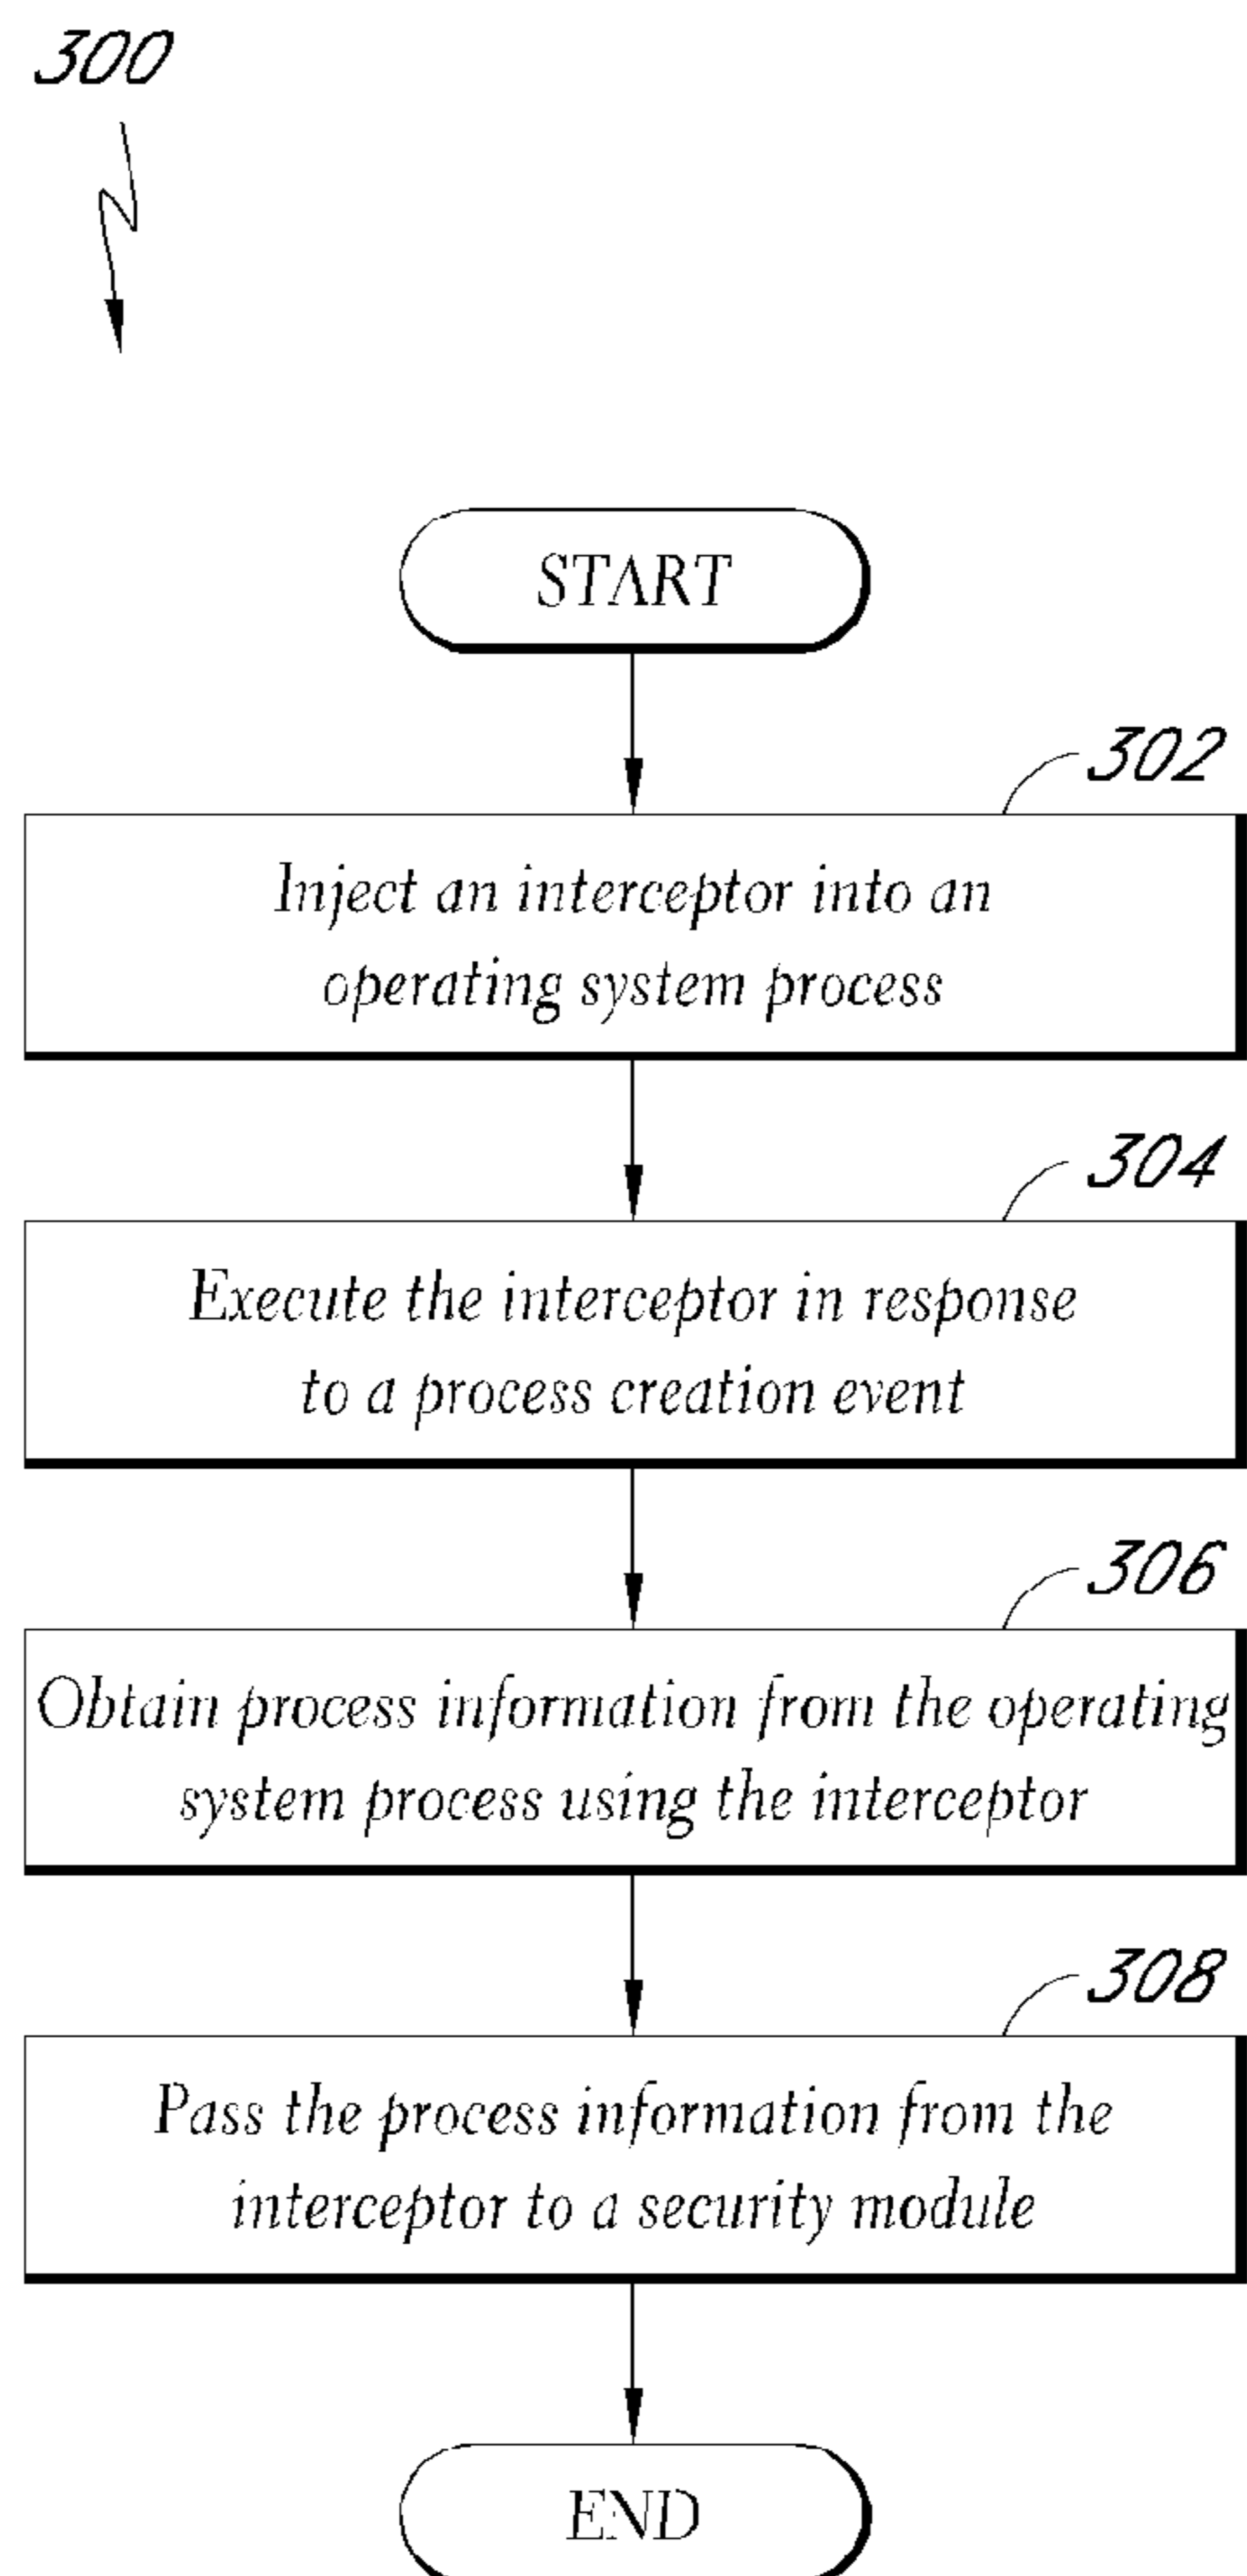 300
START
302
Inject an interceptor into an
operating system process
304
Execute the interceptor in response
to a process creation event
306
Obtain process information from the operating
system process using the interceptor
308
Pass the process information from the
interceptor to a security module
END